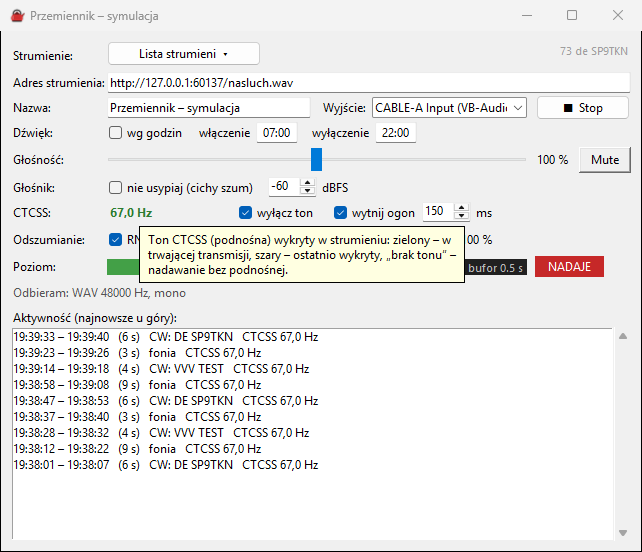 Przemiennik – symulacja
Strumienie: Lista strumieni 73 de SP9TKN
Adres strumienia: http://127.0.0.1:60137/nasluch.wav
Nazwa: Przemiennik – symulacja Wyjście: CABLE-A Input (VB-Audio Stop
Dźwięk: wg godzin włączenie 07:00 wyłączenie 22:00
Głośność: 100 % Mute
Głośnik: nie usypiaj (cichy szum) -60 dBFS
CTCSS: 67,0 Hz wyłącz ton wytnij ogon 150 ms
Odszumianie: RN 00 %
Ton CTCSS (podnośna) wykryty w strumieniu: zielony – w
trwającej transmisji, szary – ostatnio wykryty, „brak tonu” –
nadawanie bez podnośnej.
Poziom: bufor 0.5 s NADAJE
Odbieram: WAV 48000 Hz, mono
Aktywność (najnowsze u góry):
19:39:33 – 19:39:40 (6 s) CW: DE SP9TKN CTCSS 67,0 Hz
19:39:23 – 19:39:26 (3 s) fonia CTCSS 67,0 Hz
19:39:14 – 19:39:18 (4 s) CW: VVV TEST CTCSS 67,0 Hz
19:38:58 – 19:39:08 (9 s) fonia CTCSS 67,0 Hz
19:38:47 – 19:38:53 (6 s) CW: DE SP9TKN CTCSS 67,0 Hz
19:38:37 – 19:38:40 (3 s) fonia CTCSS 67,0 Hz
19:38:28 – 19:38:32 (4 s) CW: VVV TEST CTCSS 67,0 Hz
19:38:12 – 19:38:22 (9 s) fonia CTCSS 67,0 Hz
19:38:01 – 19:38:07 (6 s) CW: DE SP9TKN CTCSS 67,0 Hz